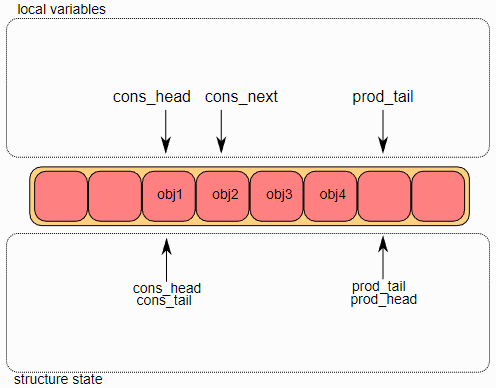 local variables
cons_head cons_next prod_tail
obj1 obj2 obj3 obj4
cons_head prod_tail
cons_tail prod_head
structure state